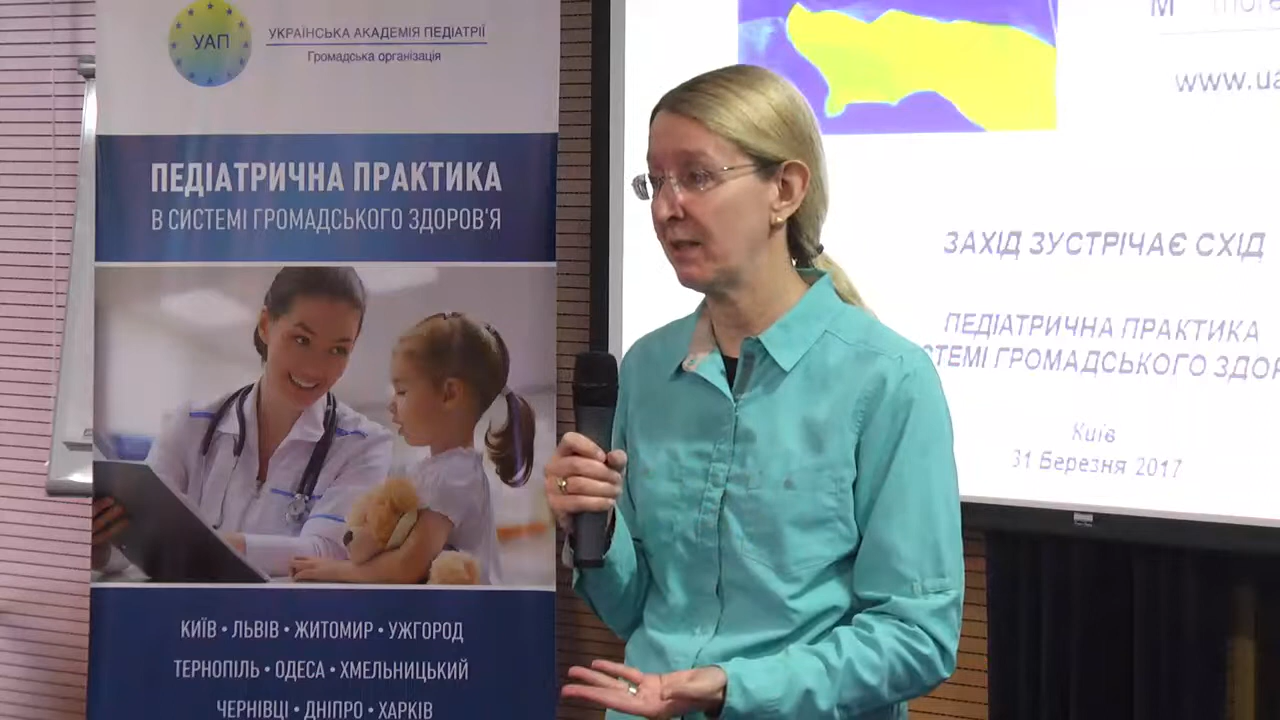 УАП
УКРАЇНСЬКА АКАДЕМІЯ ПЕДІАТРІЇ
Громадська організація
ПЕДІАТРИЧНА ПРАКТИКА
В СИСТЕМІ ГРОМАДСЬКОГО ЗДОРОВ'Я
КИЇВ • ЛЬВІВ • ЖИТОМИР • УЖГОРОД
ТЕРНОПІЛЬ • ОДЕСА • ХМЕЛЬНИЦЬКИЙ
ЧЕРНІВЦІ • ДНІПРО • ХАРКІВ
www.ua
ЗАХІД ЗУСТРІЧАЄ СХІД
ПЕДІАТРИЧНА ПРАКТИКА
СТЕМІ ГРОМАДСЬКОГО ЗДОР
Київ
31 Березня 2017